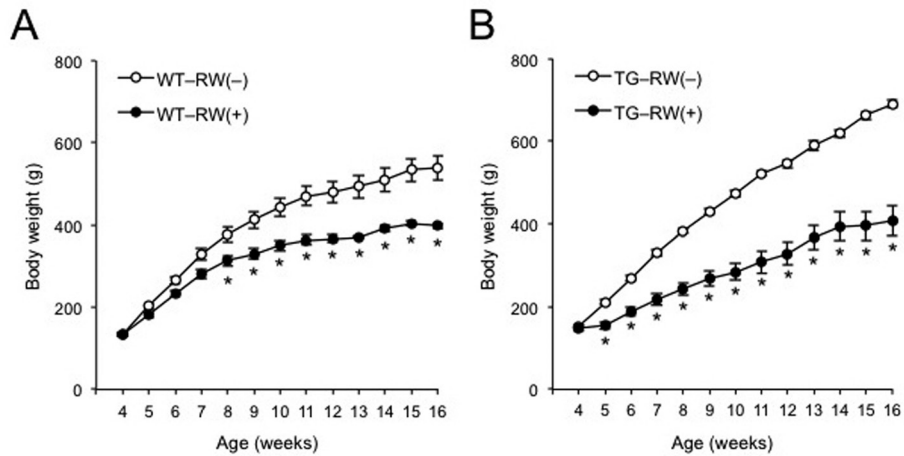 A
B
WT–RW(–)
WT–RW(+)
TG–RW(–)
TG–RW(+)
800
600
400
200
0
Body weight (g)
* * * * * * * * *
4 5 6 7 8 9 10 11 12 13 14 15 16
Age (weeks)
800
600
400
200
0
Body weight (g)
* * * * * * * * * * * *
4 5 6 7 8 9 10 11 12 13 14 15 16
Age (weeks)